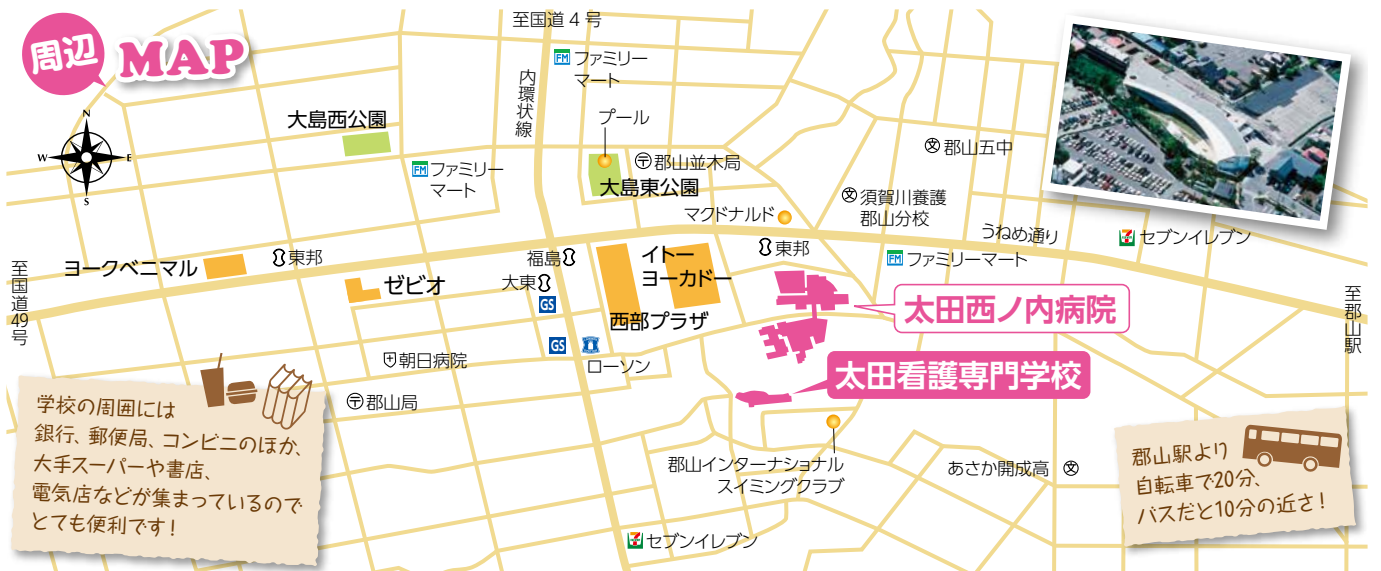 周辺
MAP
至国道4号
内環状線
FM ファミリー
マート
プール
大島西公園
N
W
E
S
FM ファミリー
マート
〒郡山並木局
大島東公園
文 郡山五中
文 須賀川養護
郡山分校
マクドナルド
うねめ通り
7 セブンイレブン
至国道49号
ヨークベニマル
東邦
ゼビオ
福島
大東
GS
イトー
ヨーカドー
西部プラザ
東邦
FM ファミリーマート
至郡山駅
太田西ノ内病院
GS
ローソン
朝日病院
太田看護専門学校
〒郡山局
学校の周囲には
銀行、郵便局、コンビニのほか、
大手スーパーや書店、
電気店などが集まっているので
とても便利です!
郡山インターナショナル
スイミングクラブ
あさか開成高 文
郡山駅より
自転車で20分、
バスだと10分の近さ!
7 セブンイレブン